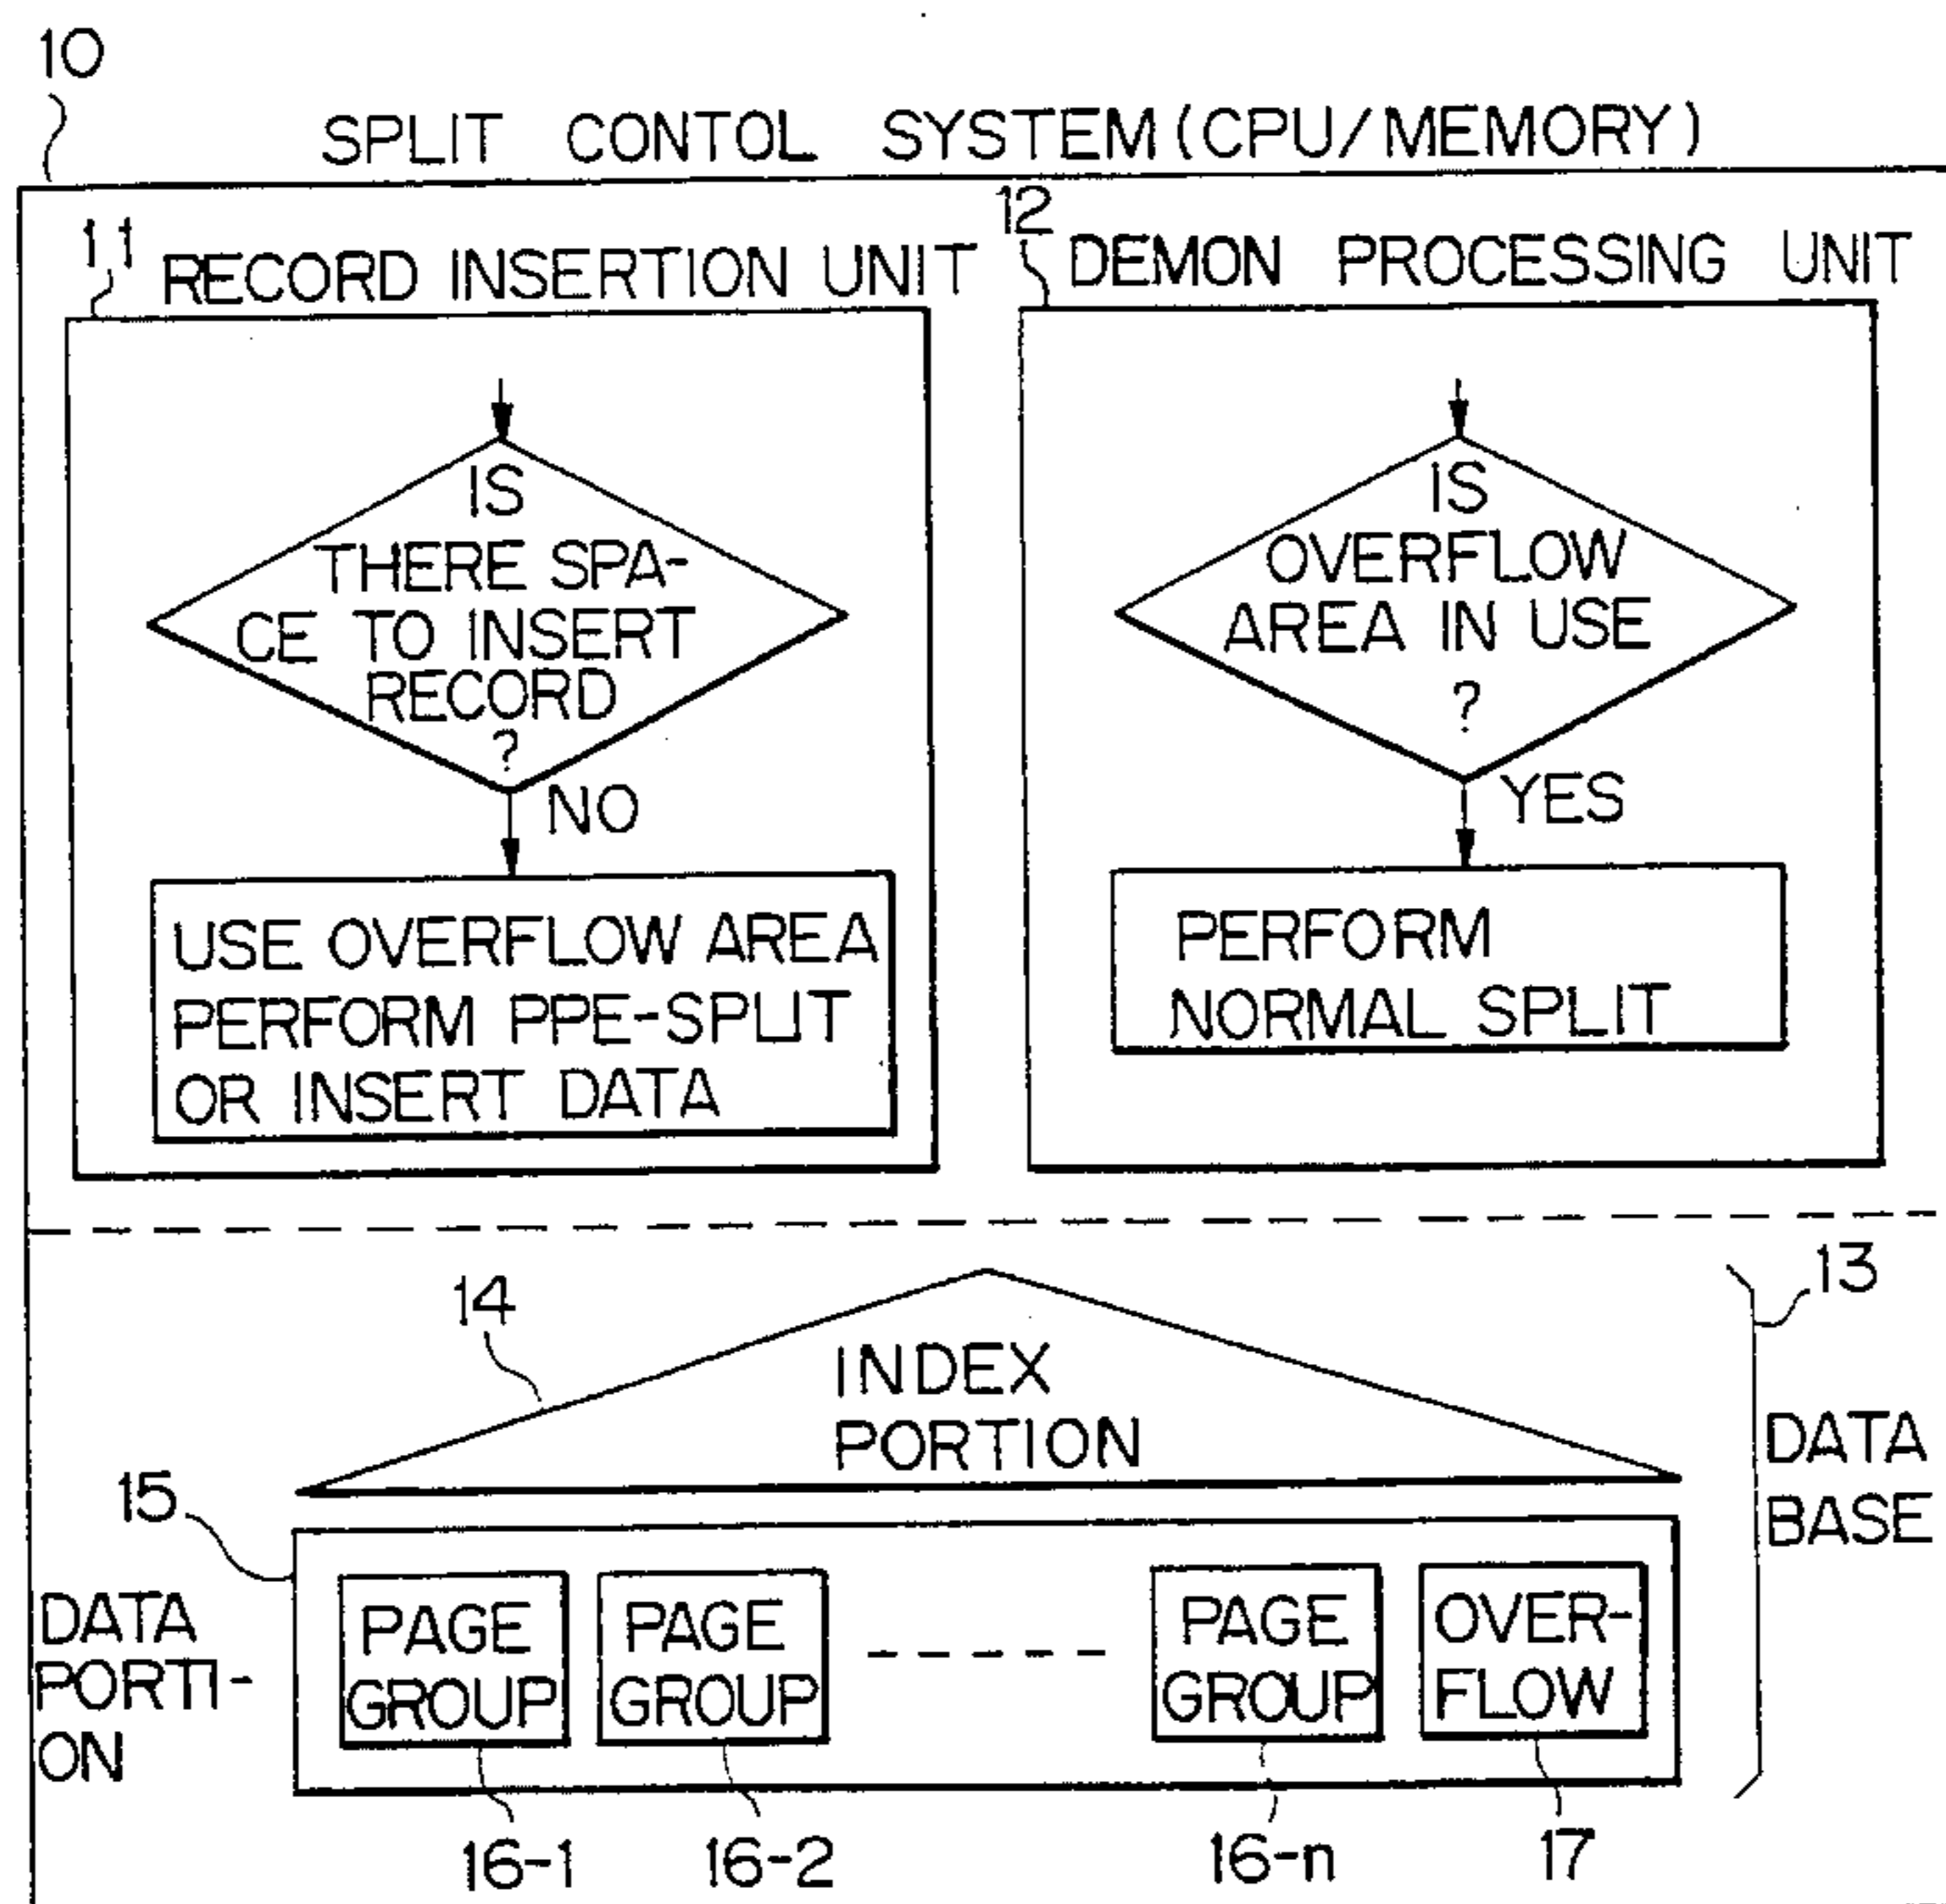 10
SPLIT CONTOL SYSTEM(CPU/MEMORY)
11
RECORD INSERTION UNIT
IS
THERE SPA-
CE TO INSERT
RECORD
?
NO
USE OVERFLOW AREA
PERFORM PPE-SPLIT
OR INSERT DATA
12
DEMON PROCESSING UNIT
IS
OVERFLOW
AREA IN USE
?
YES
PERFORM
NORMAL SPLIT
13
DATA
BASE
14
INDEX
PORTION
15
DATA
PORTI-
ON
PAGE
GROUP
PAGE
GROUP
PAGE
GROUP
OVER-
FLOW
16-1
16-2
16-n
17